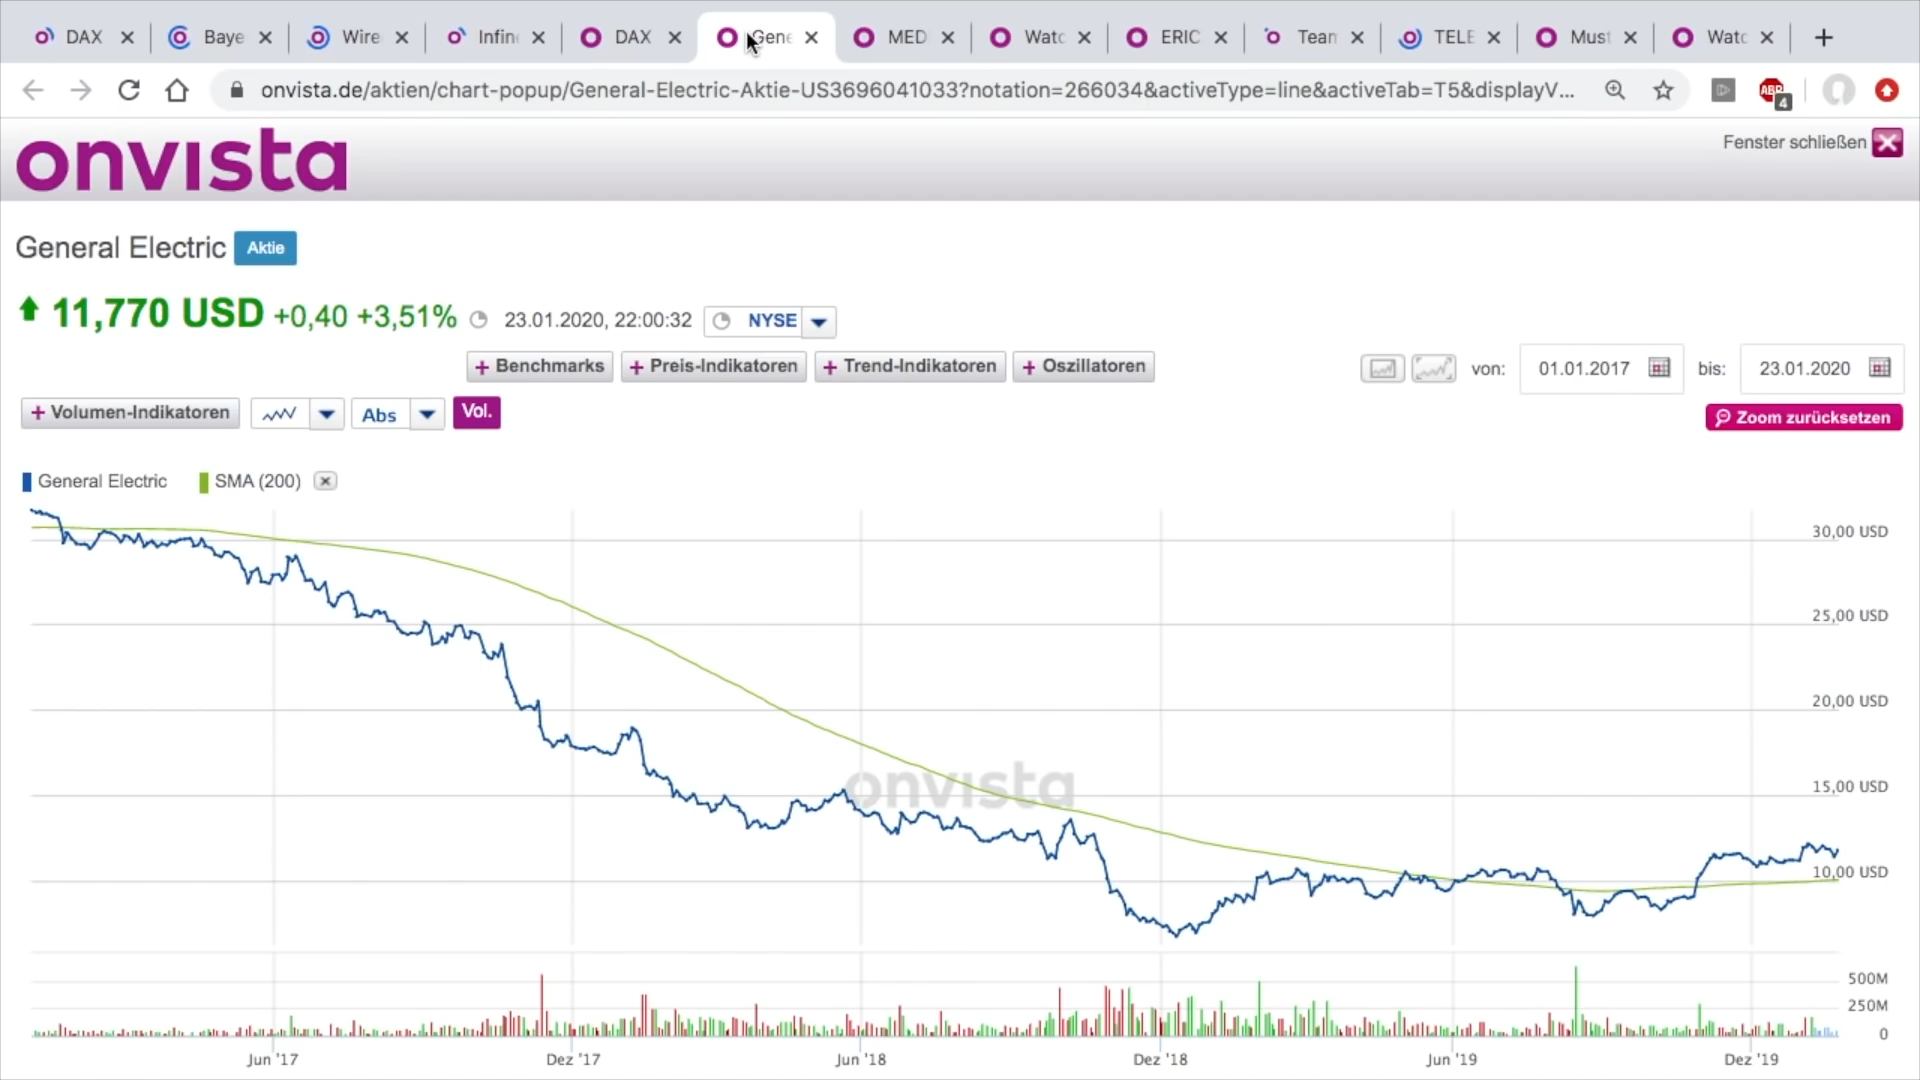 DAX Baye Wire Infin DAX Gene MED Watc ERIC Team TELE Must Watc
onvista.de/aktien/chart-popup/General-Electric-Aktie-US3696041033?notation=266034&activeType=line&activeTab=T5&displayV...
ABP
4
onvista
Fenster schließen
General Electric Aktie
11,770 USD +0,40 +3,51% 23.01.2020, 22:00:32 NYSE
+ Benchmarks + Preis-Indikatoren + Trend-Indikatoren + Oszillatoren von: 01.01.2017 bis: 23.01.2020
+ Volumen-Indikatoren Abs Vol. Zoom zurücksetzen
General Electric SMA (200)
30,00 USD
25,00 USD
20,00 USD
15,00 USD
onvista
10,00 USD
500M
250M
0
Jun '17 Dez '17 Jun '18 Dez '18 Jun '19 Dez '19